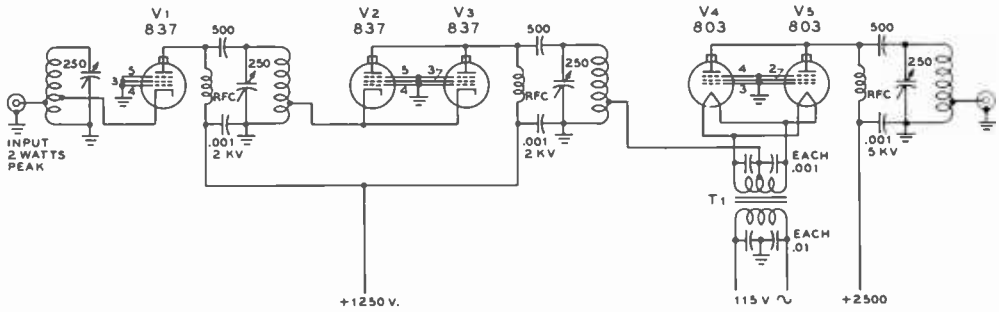 V1
837
500
250
5
3
4
RFC
250
.001
2 KV
INPUT
2 WATTS
PEAK
V2
837
V3
837
5
4
3
500
250
RFC
.001
2 KV
+1250 V.
V4
803
V5
803
4
3
2
500
250
RFC
.001
5 KV
EACH
.001
T1
EACH
.01
115 V
+2500